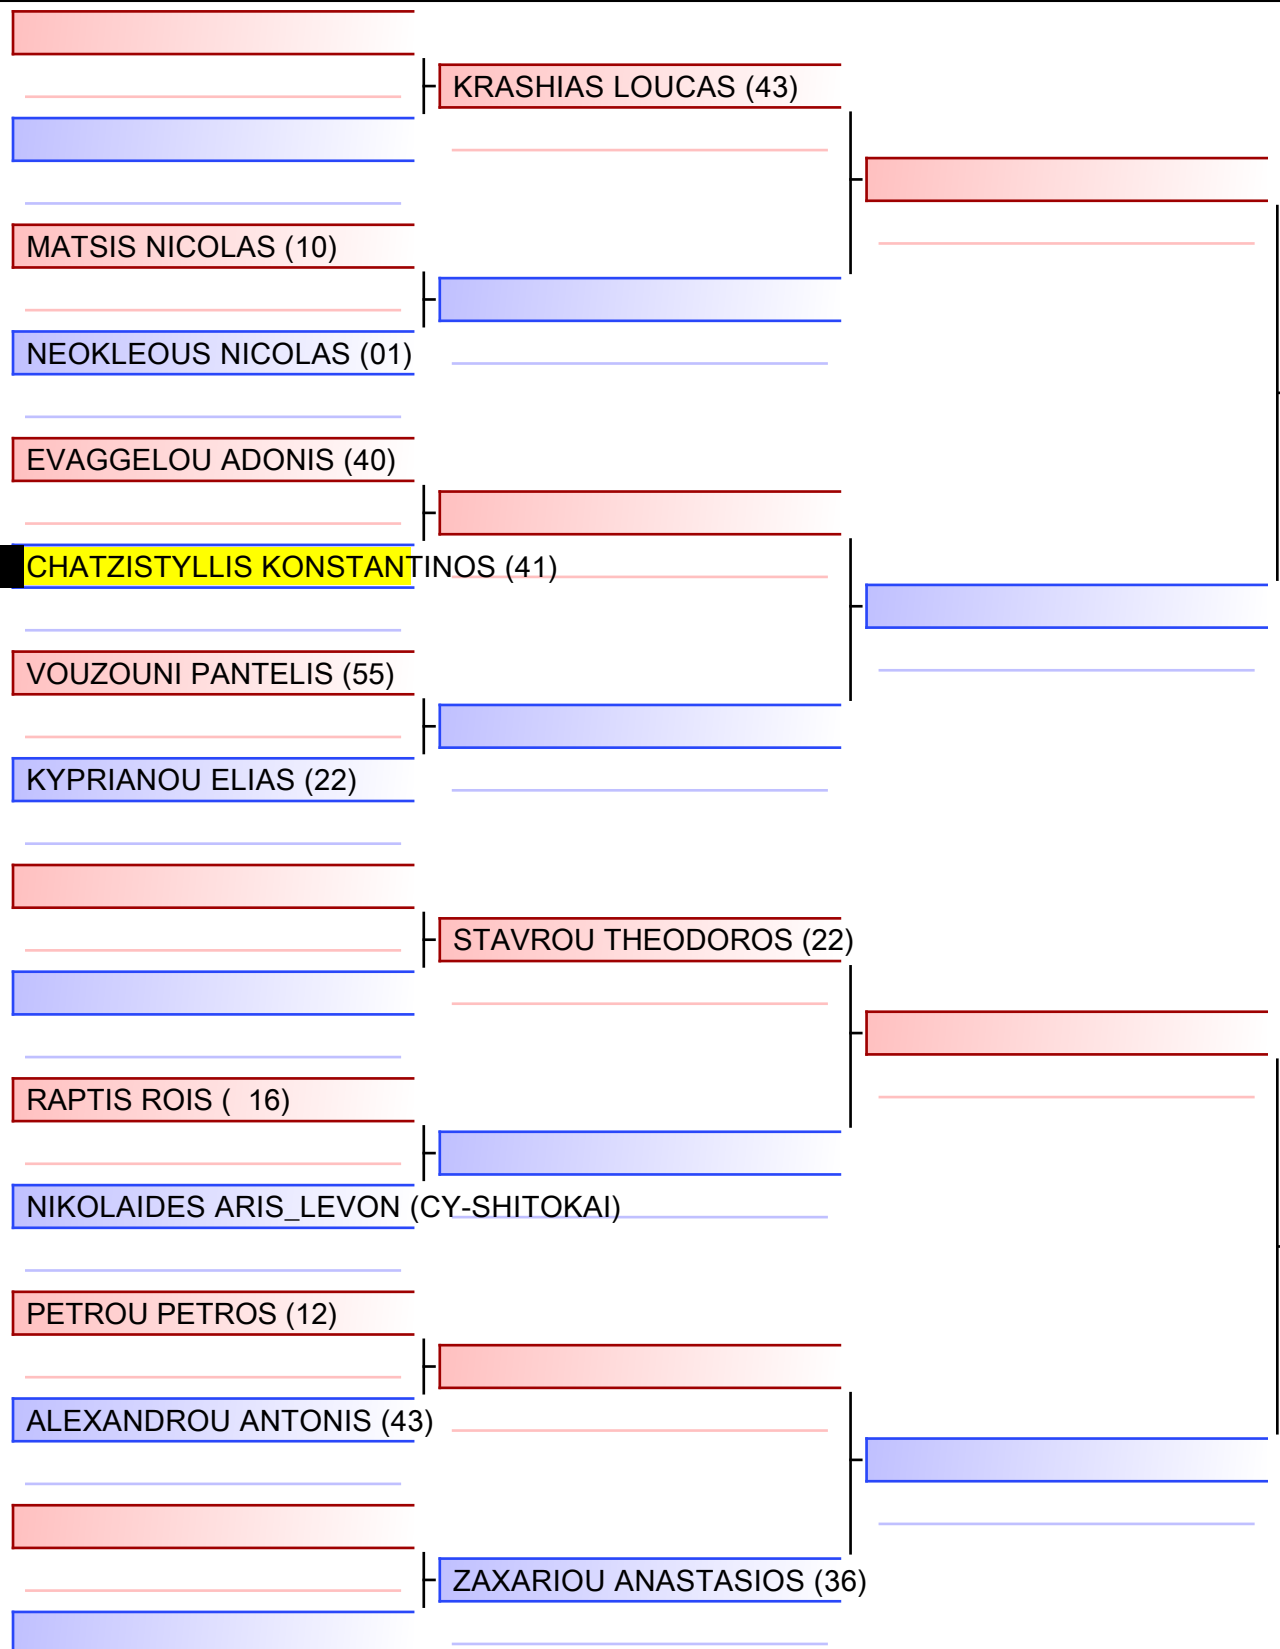 KRASHIAS LOUCAS (43)
MATSIS NICOLAS (10)
NEOKLEOUS NICOLAS (01)
EVAGGELOU ADONIS (40)
CHATZISTYLLIS KONSTANTINOS (41)
VOUZOUNI PANTELIS (55)
KYPRIANOU ELIAS (22)
STAVROU THEODOROS (22)
RAPTIS ROIS (  16)
NIKOLAIDES ARIS_LEVON (CY-SHITOKAI)
PETROU PETROS (12)
ALEXANDROU ANTONIS (43)
ZAXARIOU ANASTASIOS (36)